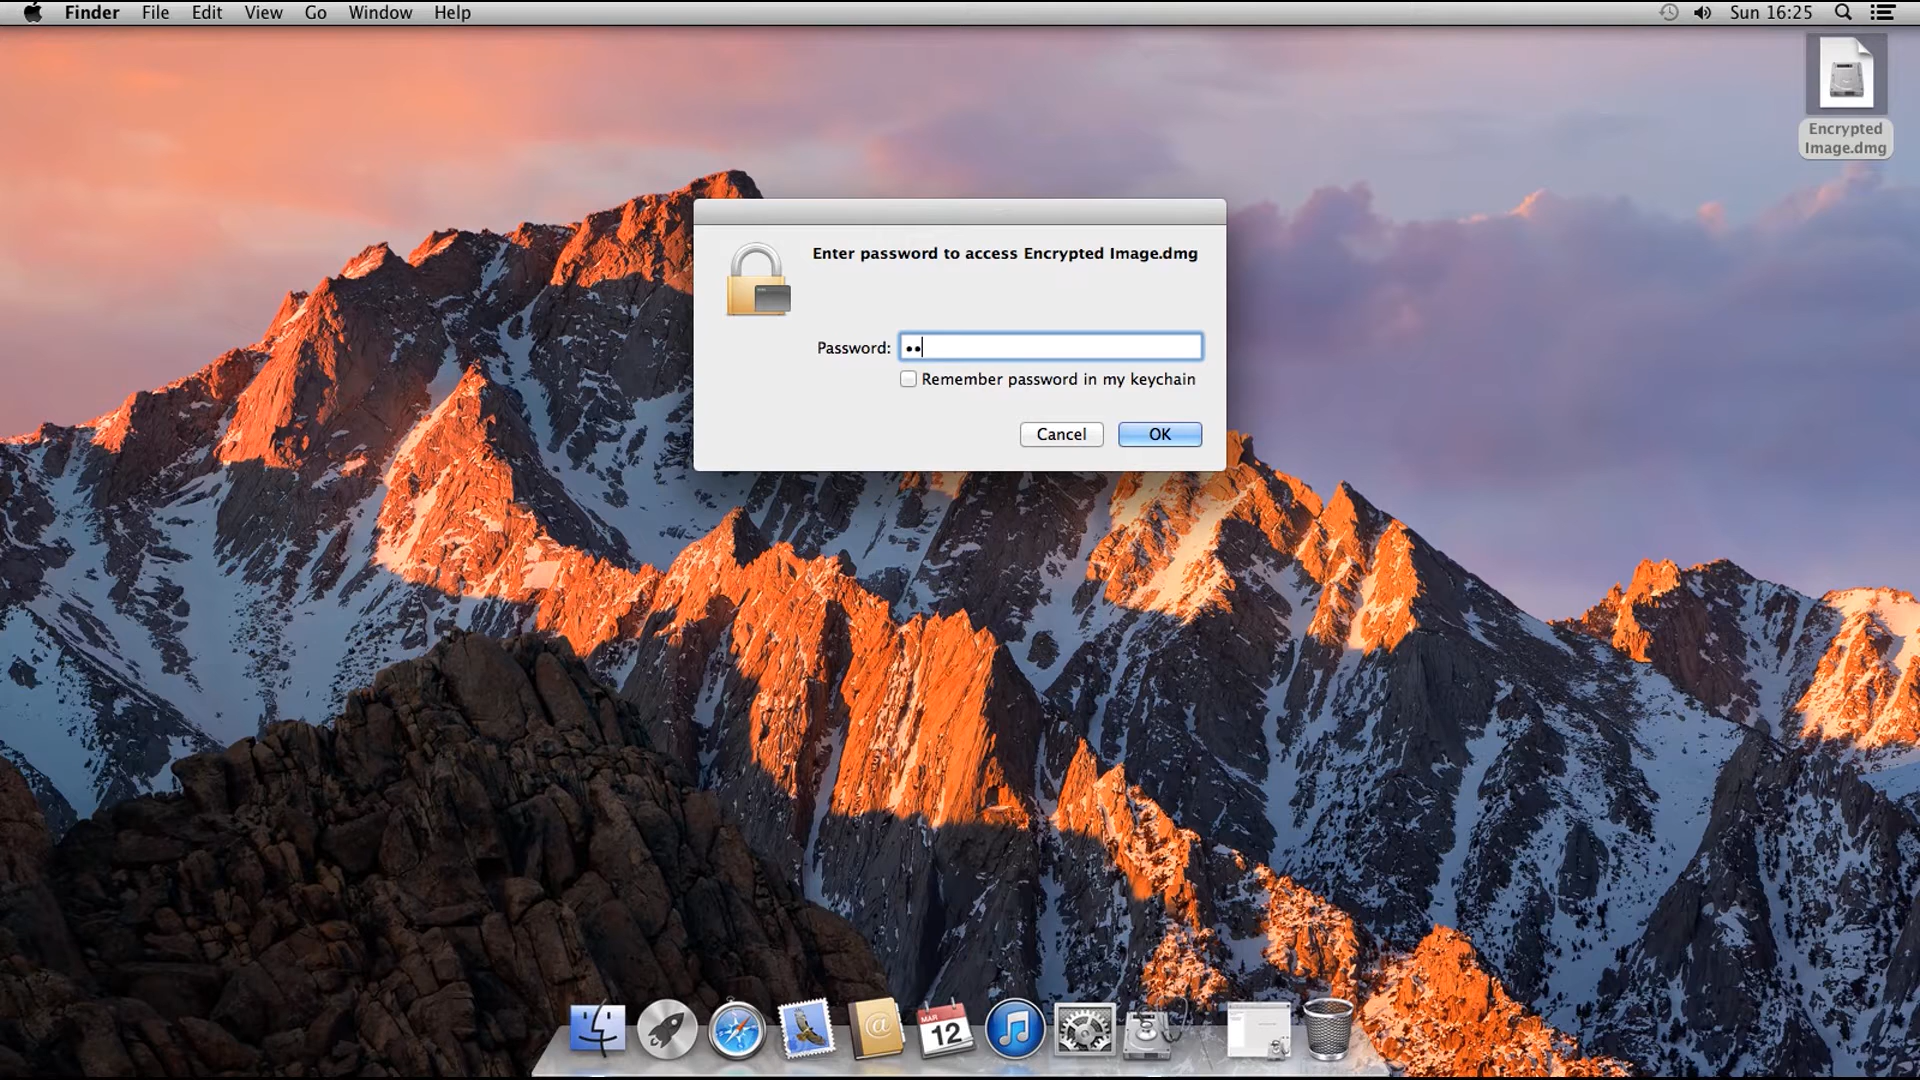 Finder File Edit View Go Window Help Sun 16:25
Encrypted
Image.dmg
Enter password to access Encrypted Image.dmg
Password: ••
Remember password in my keychain
Cancel OK
MAR
12
@